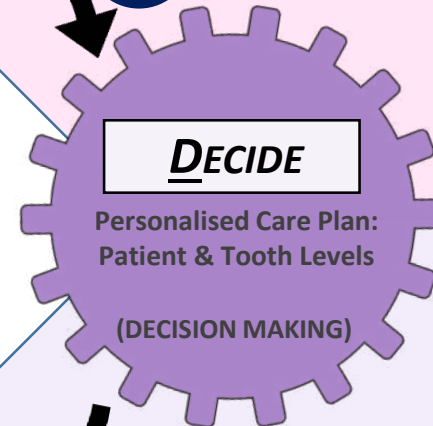 DECIDE
Personalised Care Plan:
Patient & Tooth Levels
(DECISION MAKING)